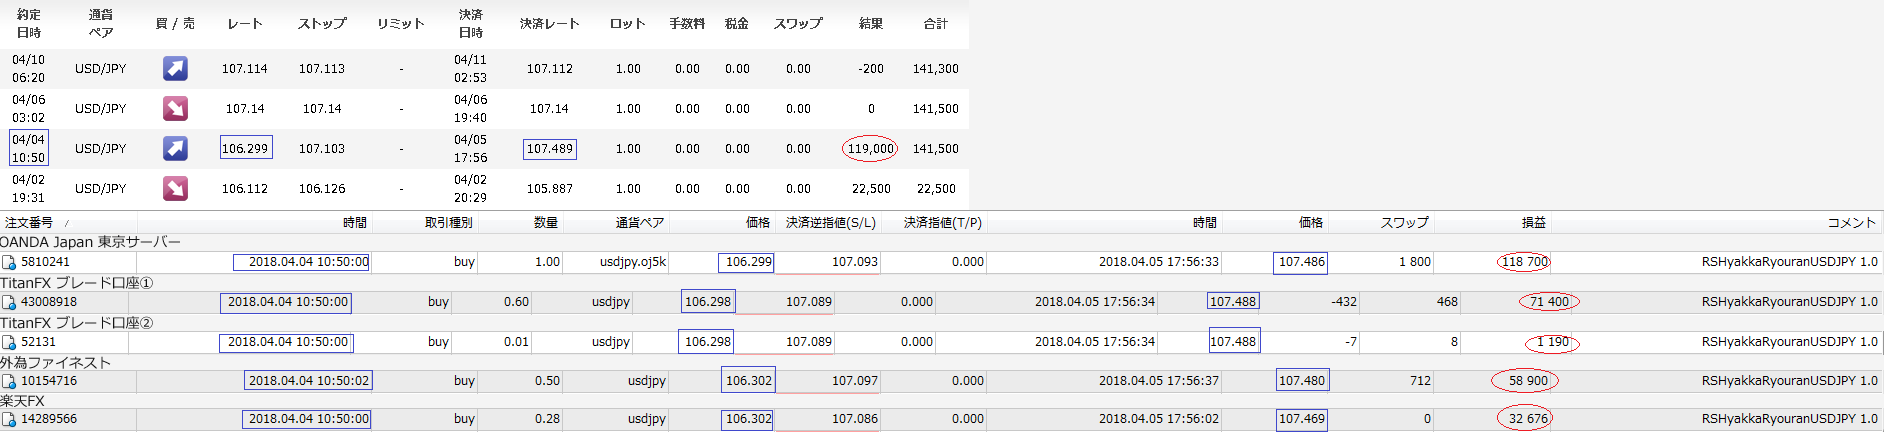 約定日時 通貨ペア 買 / 売 レート ストップ リミット 決済日時 決済レート ロット 手数料 税金 スワップ 結果 合計
04/10 06:20 USD/JPY 107.114 107.113 - 04/11 02:53 107.112 1.00 0.00 0.00 0.00 -200 141,300
04/06 03:02 USD/JPY 107.14 107.14 - 04/06 19:40 107.14 1.00 0.00 0.00 0.00 0 141,500
04/04 10:50 USD/JPY 106.299 107.103 - 04/05 17:56 107.489 1.00 0.00 0.00 0.00 119,000 141,500
04/02 19:31 USD/JPY 106.112 106.126 - 04/02 20:29 105.887 1.00 0.00 0.00 0.00 22,500 22,500
注文番号 / 時間 取引種別 数量 通貨ペア 価格 決済逆指値(S/L) 決済指値(T/P) 時間 価格 スワップ 損益 コメント
OANDA Japan 東京サーバー
5810241 2018.04.04 10:50:00 buy 1.00 usdjpy.oj5k 106.299 107.093 0.000 2018.04.05 17:56:33 107.486 1 800 118 700 RSHyakkaRyouranUSDJPY 1.0
TitanFX ブレード口座①
43008918 2018.04.04 10:50:00 buy 0.60 usdjpy 106.298 107.089 0.000 2018.04.05 17:56:34 107.488 -432 468 71 400 RSHyakkaRyouranUSDJPY 1.0
TitanFX ブレード口座②
52131 2018.04.04 10:50:00 buy 0.01 usdjpy 106.298 107.089 0.000 2018.04.05 17:56:34 107.488 -7 8 1 190 RSHyakkaRyouranUSDJPY 1.0
外為ファイネスト
10154716 2018.04.04 10:50:02 buy 0.50 usdjpy 106.302 107.097 0.000 2018.04.05 17:56:37 107.480 712 58 900 RSHyakkaRyouranUSDJPY 1.0
楽天FX
14289566 2018.04.04 10:50:00 buy 0.28 usdjpy 106.302 107.086 0.000 2018.04.05 17:56:02 107.469 0 32 676 RSHyakkaRyouranUSDJPY 1.0